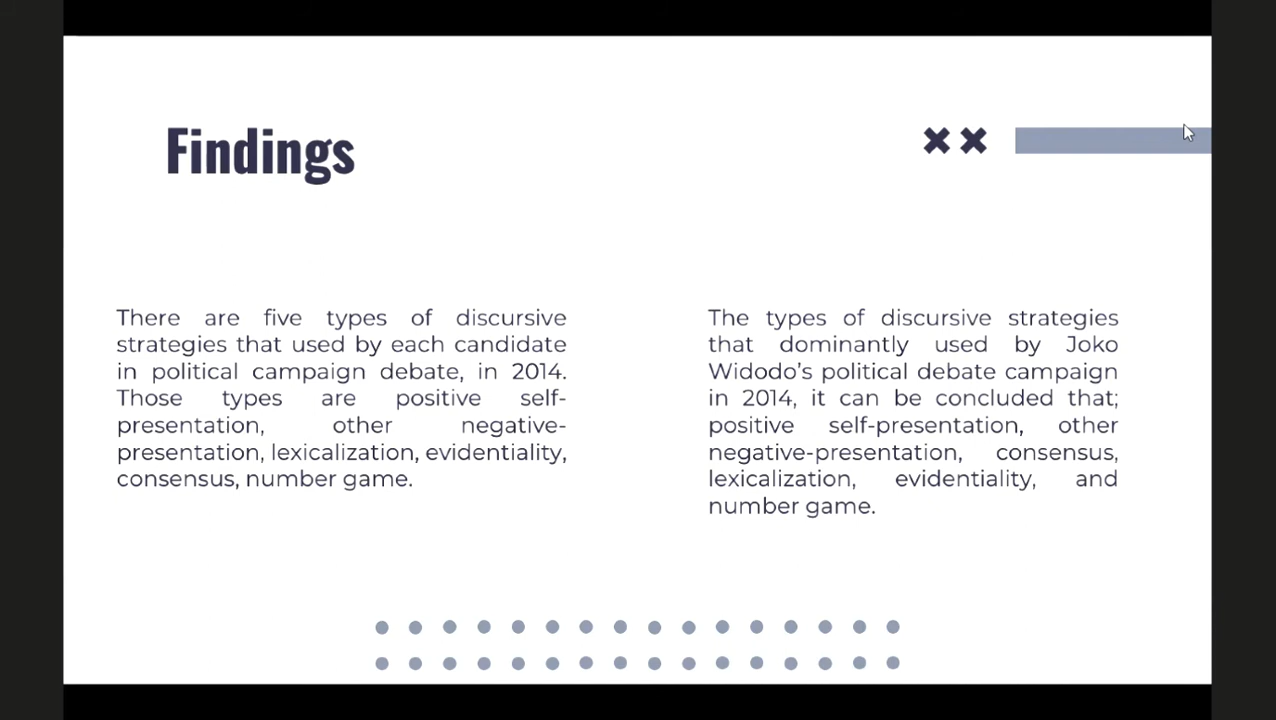 Findings
There are five types of discursive
strategies that used by each candidate
in political campaign debate, in 2014.
Those types are positive self-
presentation, other negative-
presentation, lexicalization, evidentiality,
consensus, number game.
The types of discursive strategies
that dominantly used by Joko
Widodo’s political debate campaign
in 2014, it can be concluded that;
positive self-presentation, other
negative-presentation, consensus,
lexicalization, evidentiality, and
number game.